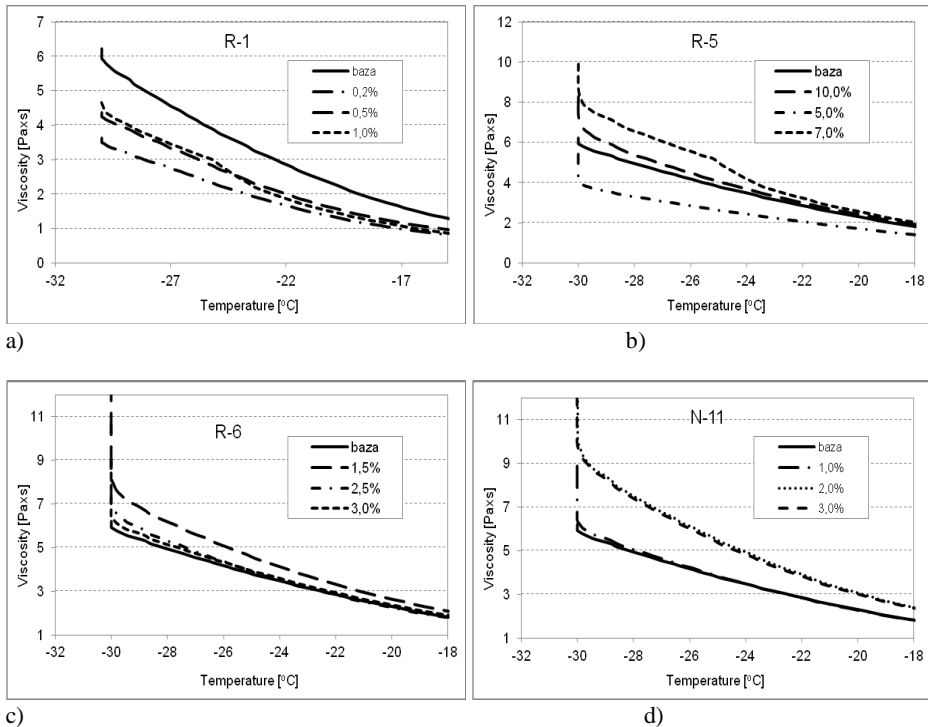 R-1
Viscosity [Pa×s]
7
6
5
4
3
2
1
0
baza
0,2%
0,5%
1,0%
-32
-27
-22
-17
Temperature [°C]
a)
R-5
Viscosity [Pa×s]
12
10
8
6
4
2
0
baza
10,0%
5,0%
7,0%
-32 -30 -28 -26 -24 -22 -20 -18
Temperature [°C]
b)
R-6
Viscosity [Pa×s]
11
9
7
5
3
1
baza
1,5%
2,5%
3,0%
-32 -30 -28 -26 -24 -22 -20 -18
Temperature [°C]
c)
N-11
Viscosity [Pa×s]
11
9
7
5
3
1
baza
1,0%
2,0%
3,0%
-32 -30 -28 -26 -24 -22 -20 -18
Temperature [°C]
d)